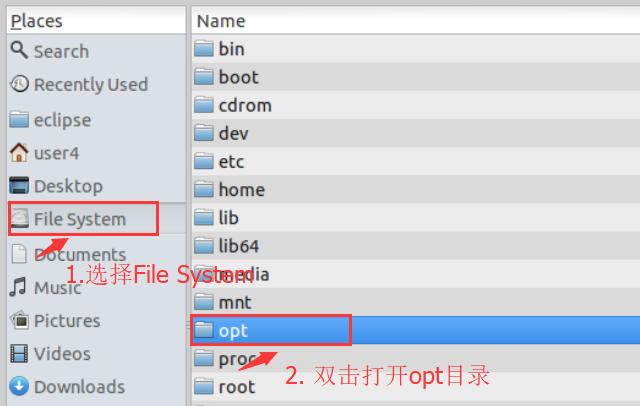 Places
Search
Recently Used
eclipse
user4
Desktop
File System
Documents
Music
Pictures
Videos
Downloads
Name
bin
boot
cdrom
dev
etc
home
lib
lib64
media
mnt
opt
proc
root
1.选择File System
2. 双击打开opt目录